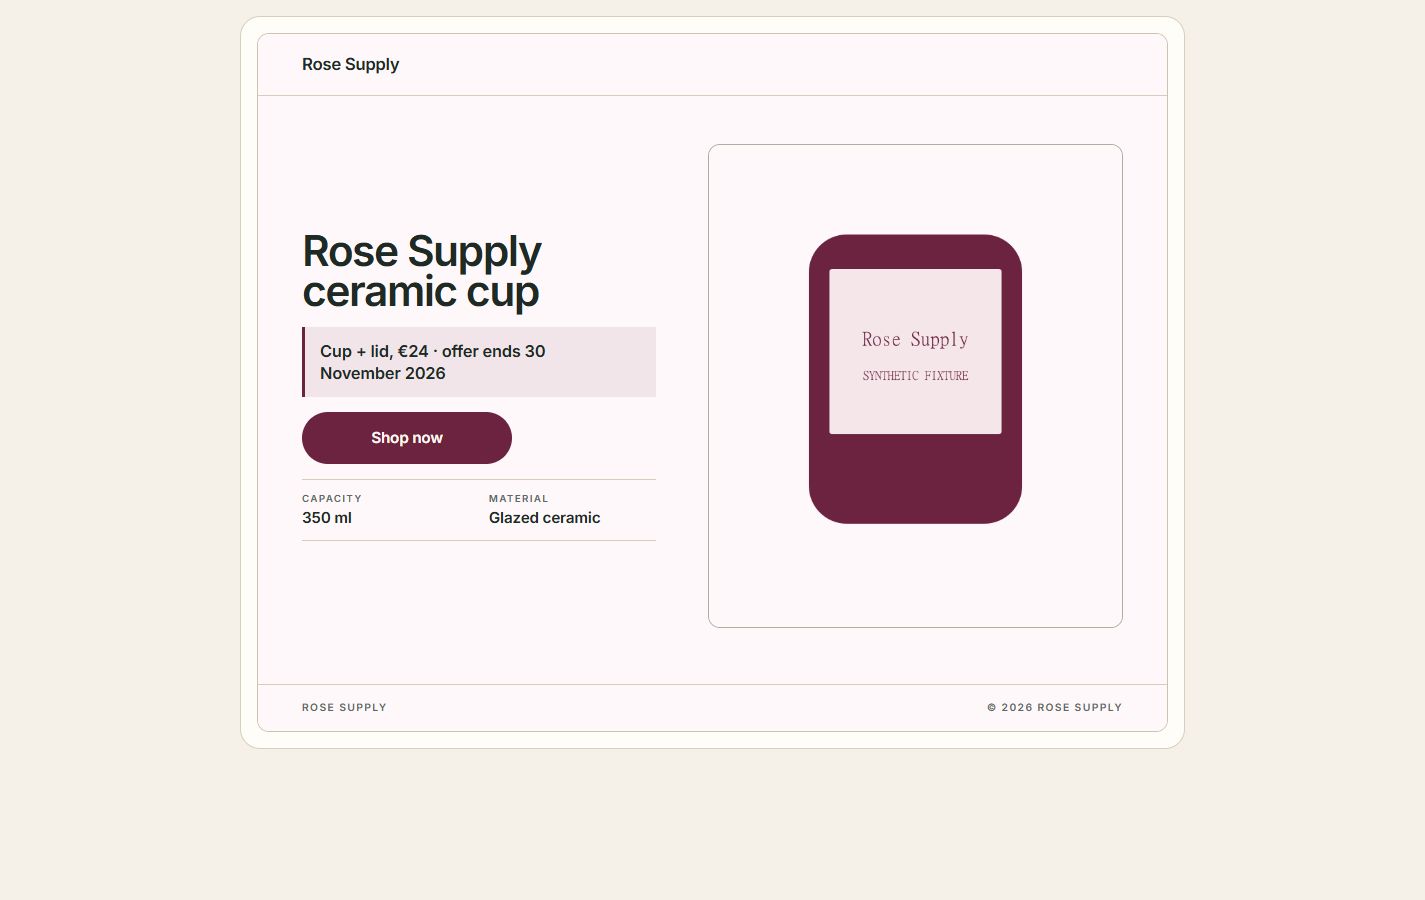 Rose Supply
Rose Supply
ceramic cup
Cup + lid, €24 · offer ends 30
November 2026
Shop now
CAPACITY
350 ml
MATERIAL
Glazed ceramic
Rose Supply
SYNTHETIC FIXTURE
ROSE SUPPLY
© 2026 ROSE SUPPLY